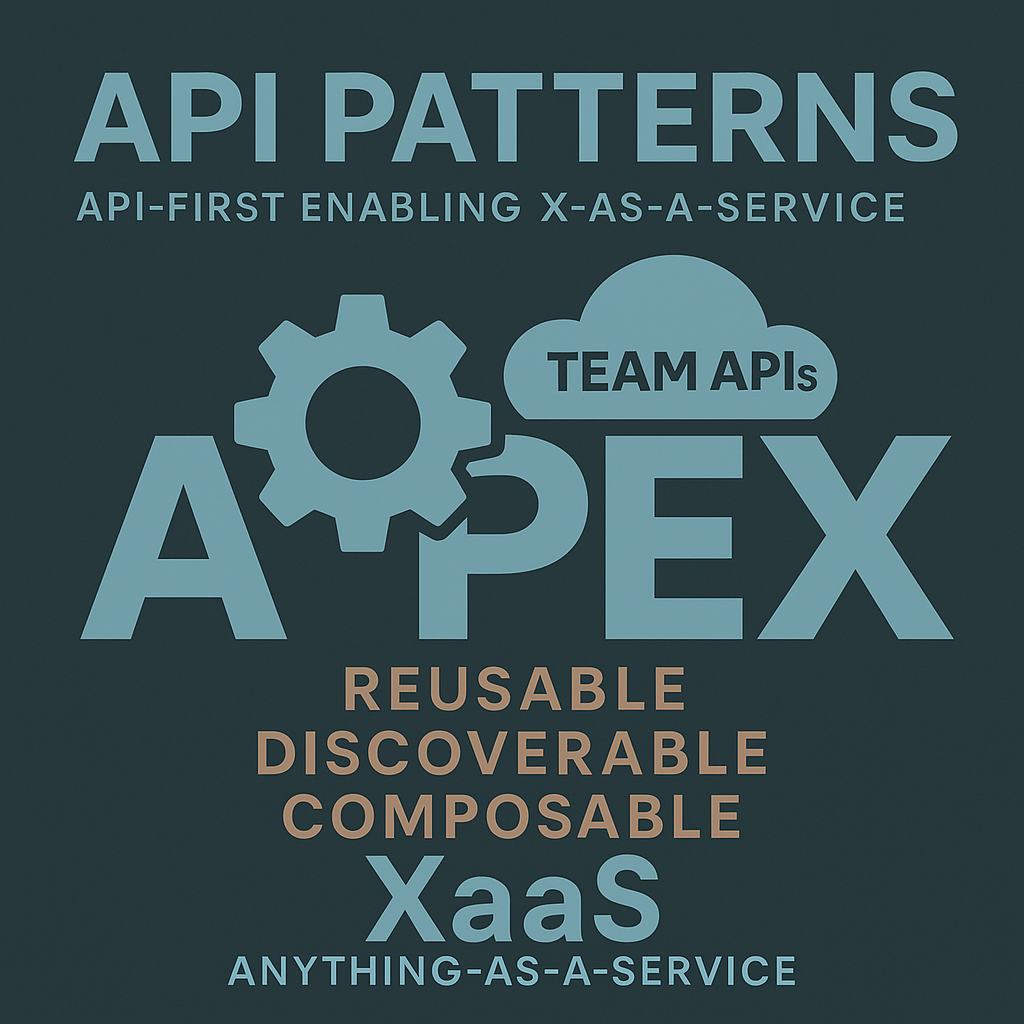 API PATTERNS
API-FIRST ENABLING X-AS-A-SERVICE
TEAM APIs
APEX
REUSABLE
DISCOVERABLE
COMPOSABLE
XaaS
ANYTHING-AS-A-SERVICE